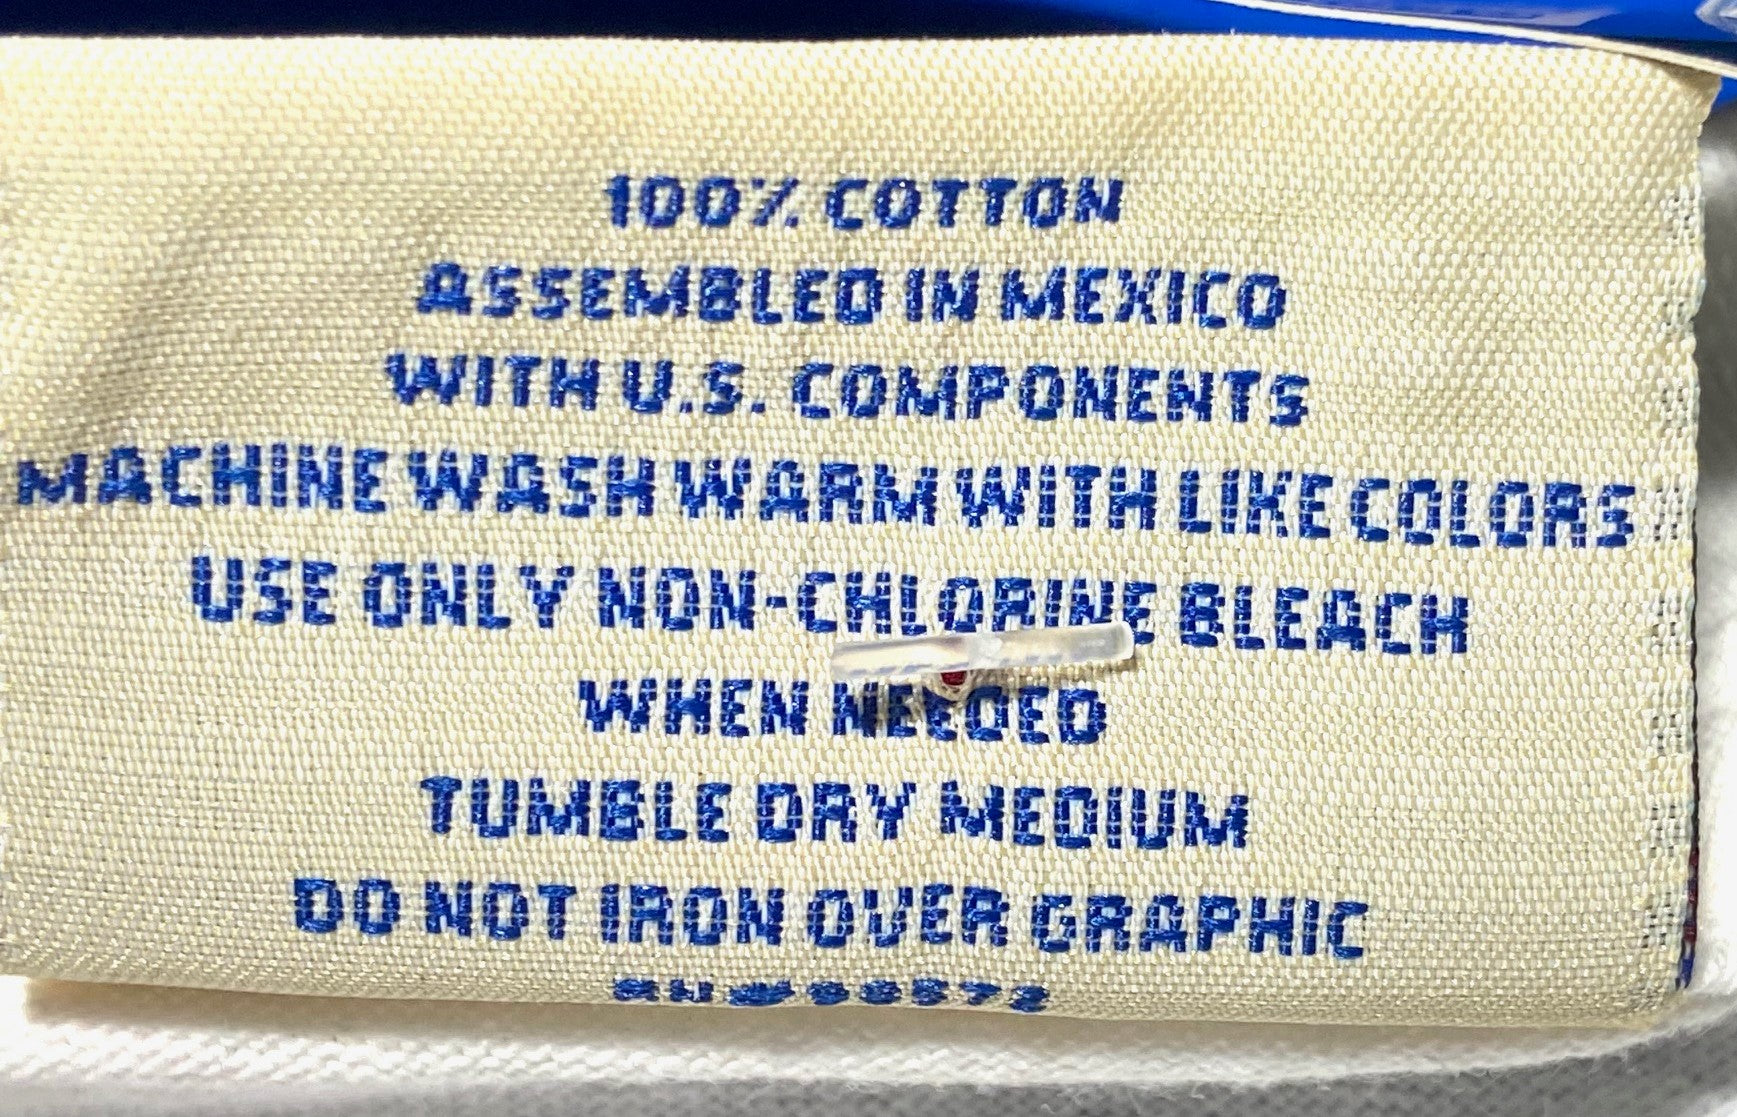 100% COTTON
ASSEMBLED IN MEXICO
WITH U.S. COMPONENTS
MACHINE WASH WARM WITH LIKE COLORS
USE ONLY NON-CHLORINE BLEACH
WHEN NEEDED
TUMBLE DRY MEDIUM
DO NOT IRON OVER GRAPHIC